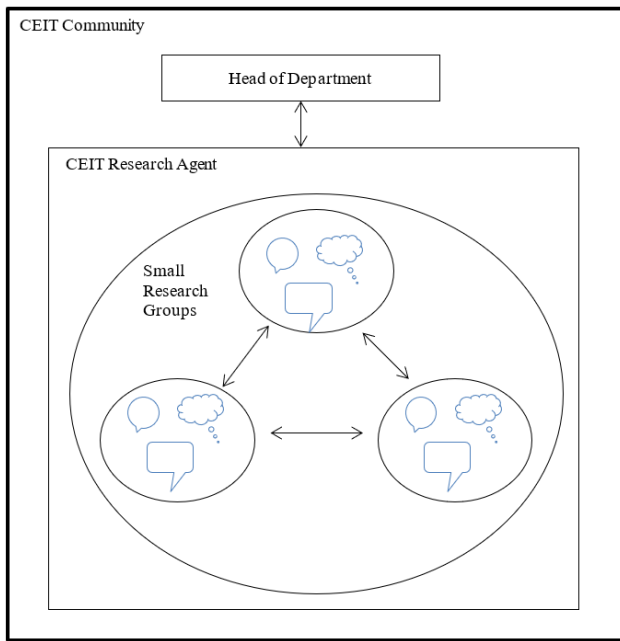 CEIT Community
Head of Department
CEIT Research Agent
Small
Research
Groups